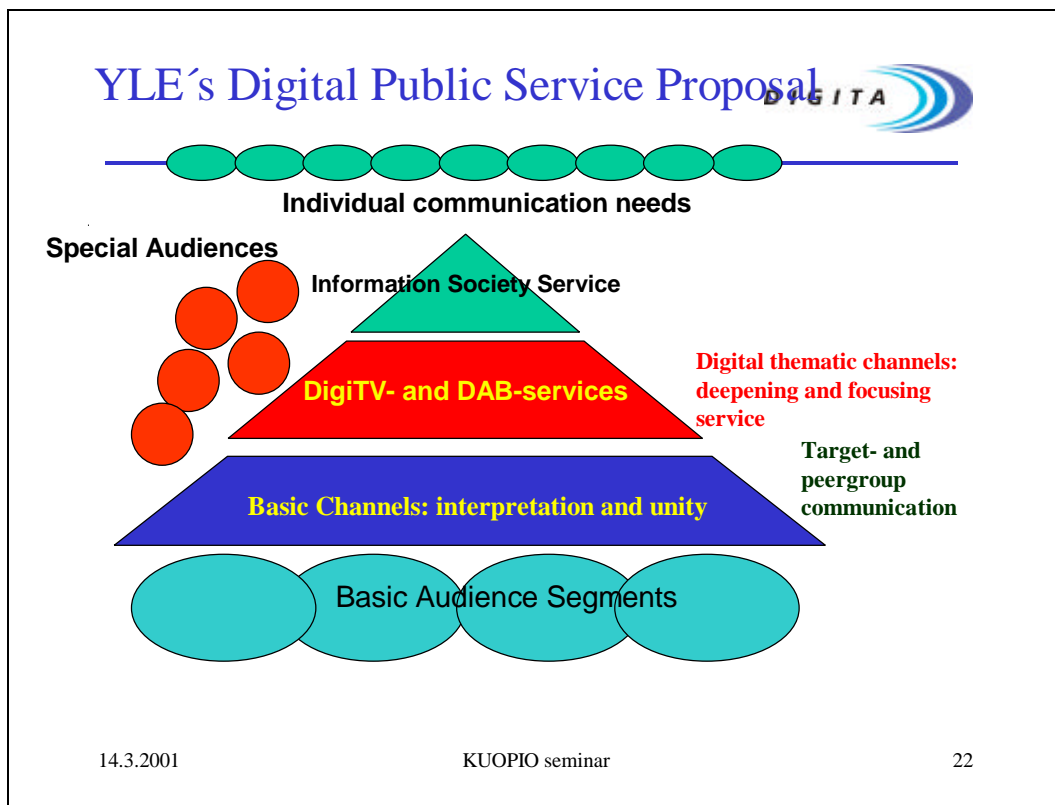 YLE´s Digital Public Service Proposal
DIGITA
Individual communication needs
Special Audiences
Information Society Service
DigiTV- and DAB-services
Digital thematic channels:
deepening and focusing
service
Target- and
peergroup
communication
Basic Channels: interpretation and unity
Basic Audience Segments
14.3.2001
KUOPIO seminar
22